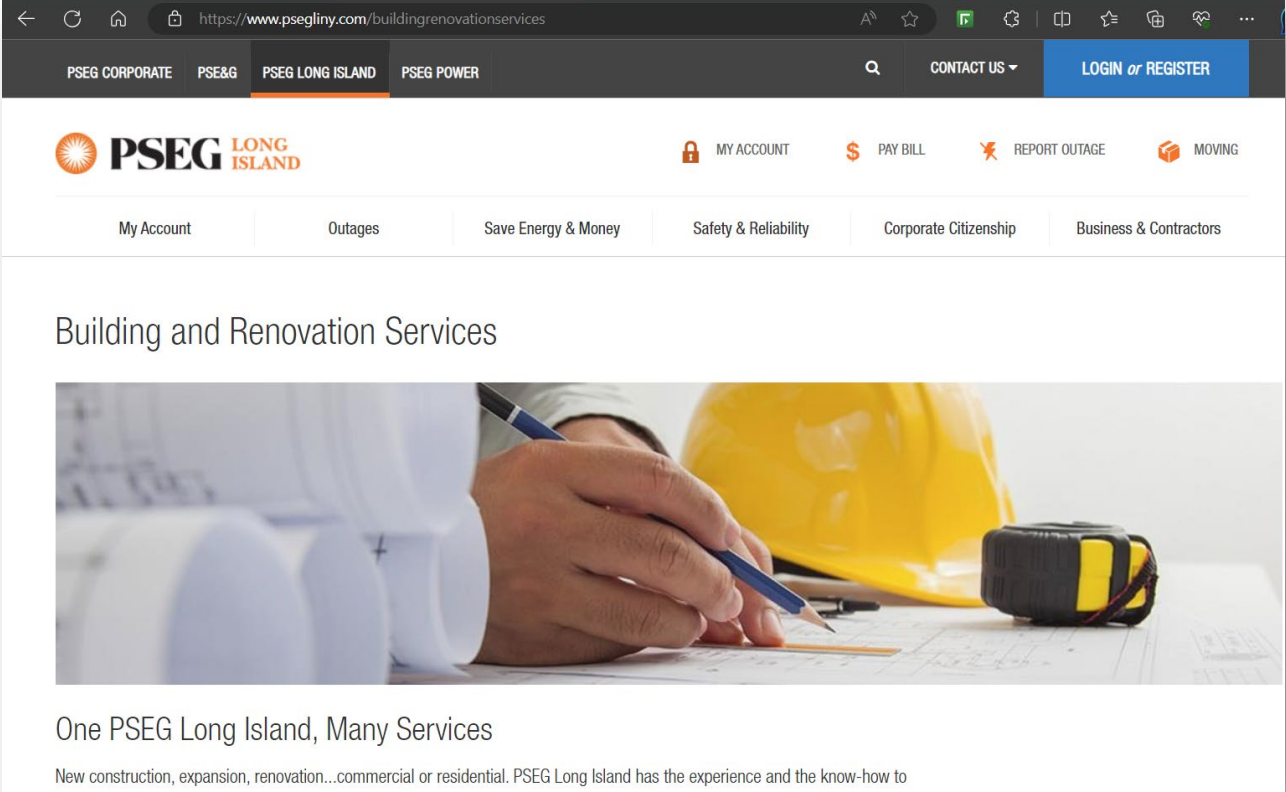 https://www.psegliny.com/buildingrenovationservices
PSEG CORPORATE PSE&G PSEG LONG ISLAND PSEG POWER CONTACT US LOGIN or REGISTER
PSEG LONG ISLAND
MY ACCOUNT $ PAY BILL REPORT OUTAGE MOVING
My Account Outages Save Energy & Money Safety & Reliability Corporate Citizenship Business & Contractors
Building and Renovation Services
One PSEG Long Island, Many Services
New construction, expansion, renovation...commercial or residential. PSEG Long Island has the experience and the know-how to